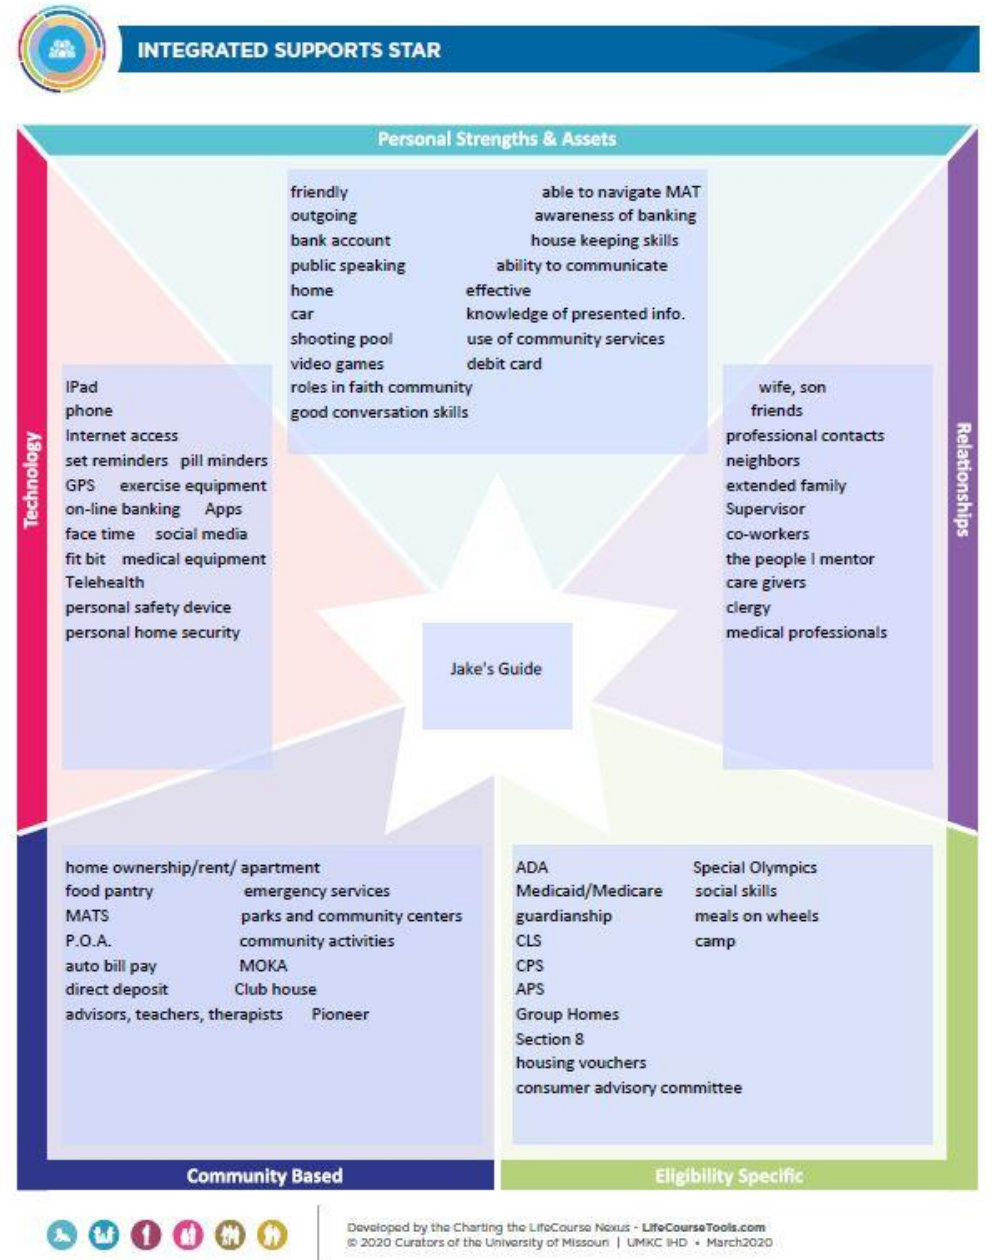 INTEGRATED SUPPORTS STAR
Personal Strengths & Assets
friendly able to navigate MAT
outgoing awareness of banking
bank account house keeping skills
public speaking ability to communicate
home effective
car knowledge of presented info.
shooting pool use of community services
video games debit card
roles in faith community
good conversation skills
Technology
IPad
phone
Internet access
set reminders pill minders
GPS exercise equipment
on-line banking Apps
face time social media
fit bit medical equipment
Telehealth
personal safety device
personal home security
Relationships
wife, son
friends
professional contacts
neighbors
extended family
Supervisor
co-workers
the people I mentor
care givers
clergy
medical professionals
Jake's Guide
home ownership/rent/ apartment
food pantry emergency services
MATS parks and community centers
P.O.A. community activities
auto bill pay MOKA
direct deposit Club house
advisors, teachers, therapists Pioneer
Community Based
ADA Special Olympics
Medicaid/Medicare social skills
guardianship meals on wheels
CLS camp
CPS
APS
Group Homes
Section 8
housing vouchers
consumer advisory committee
Eligibility Specific
Developed by the Charting the LifeCourse Nexus - LifeCourseTools.com
© 2020 Curators of the University of Missouri | UMKC IHD • March2020